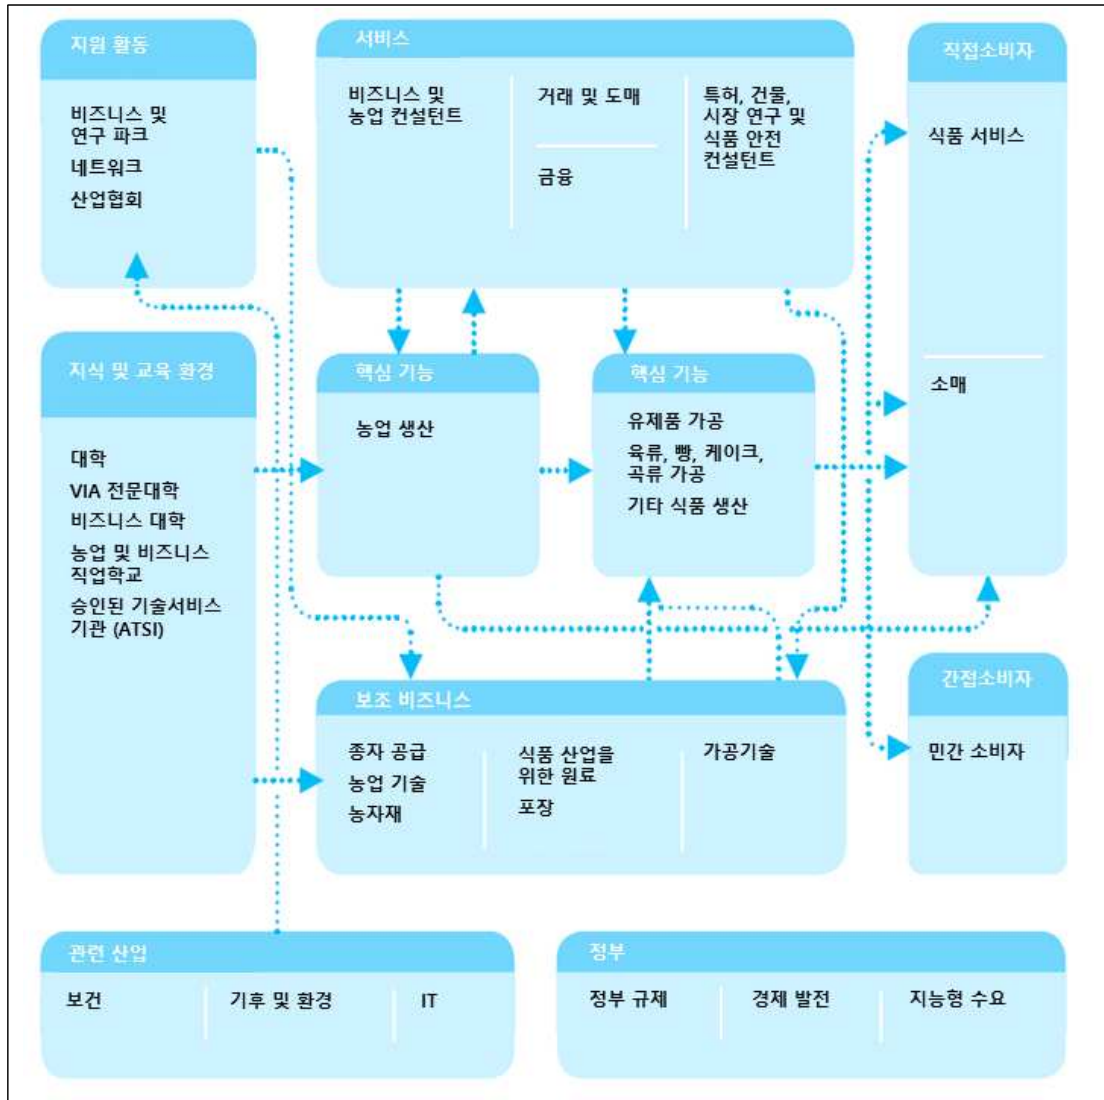 지원 활동
비즈니스 및
연구 파크
네트워크
산업협회
서비스
비즈니스 및
농업 컨설턴트
거래 및 도매
금융
특허, 건물,
시장 연구 및
식품 안전
컨설턴트
직접소비자
식품 서비스
소매
지식 및 교육 환경
대학
VIA 전문대학
비즈니스 대학
농업 및 비즈니스
직업학교
승인된 기술서비스
기관 (ATSI)
핵심 기능
농업 생산
핵심 기능
유제품 가공
육류, 빵, 케이크,
곡류 가공
기타 식품 생산
보조 비즈니스
종자 공급
농업 기술
농자재
식품 산업을
위한 원료
포장
가공기술
간접소비자
민간 소비자
관련 산업
보건
기후 및 환경
IT
정부
정부 규제
경제 발전
지능형 수요